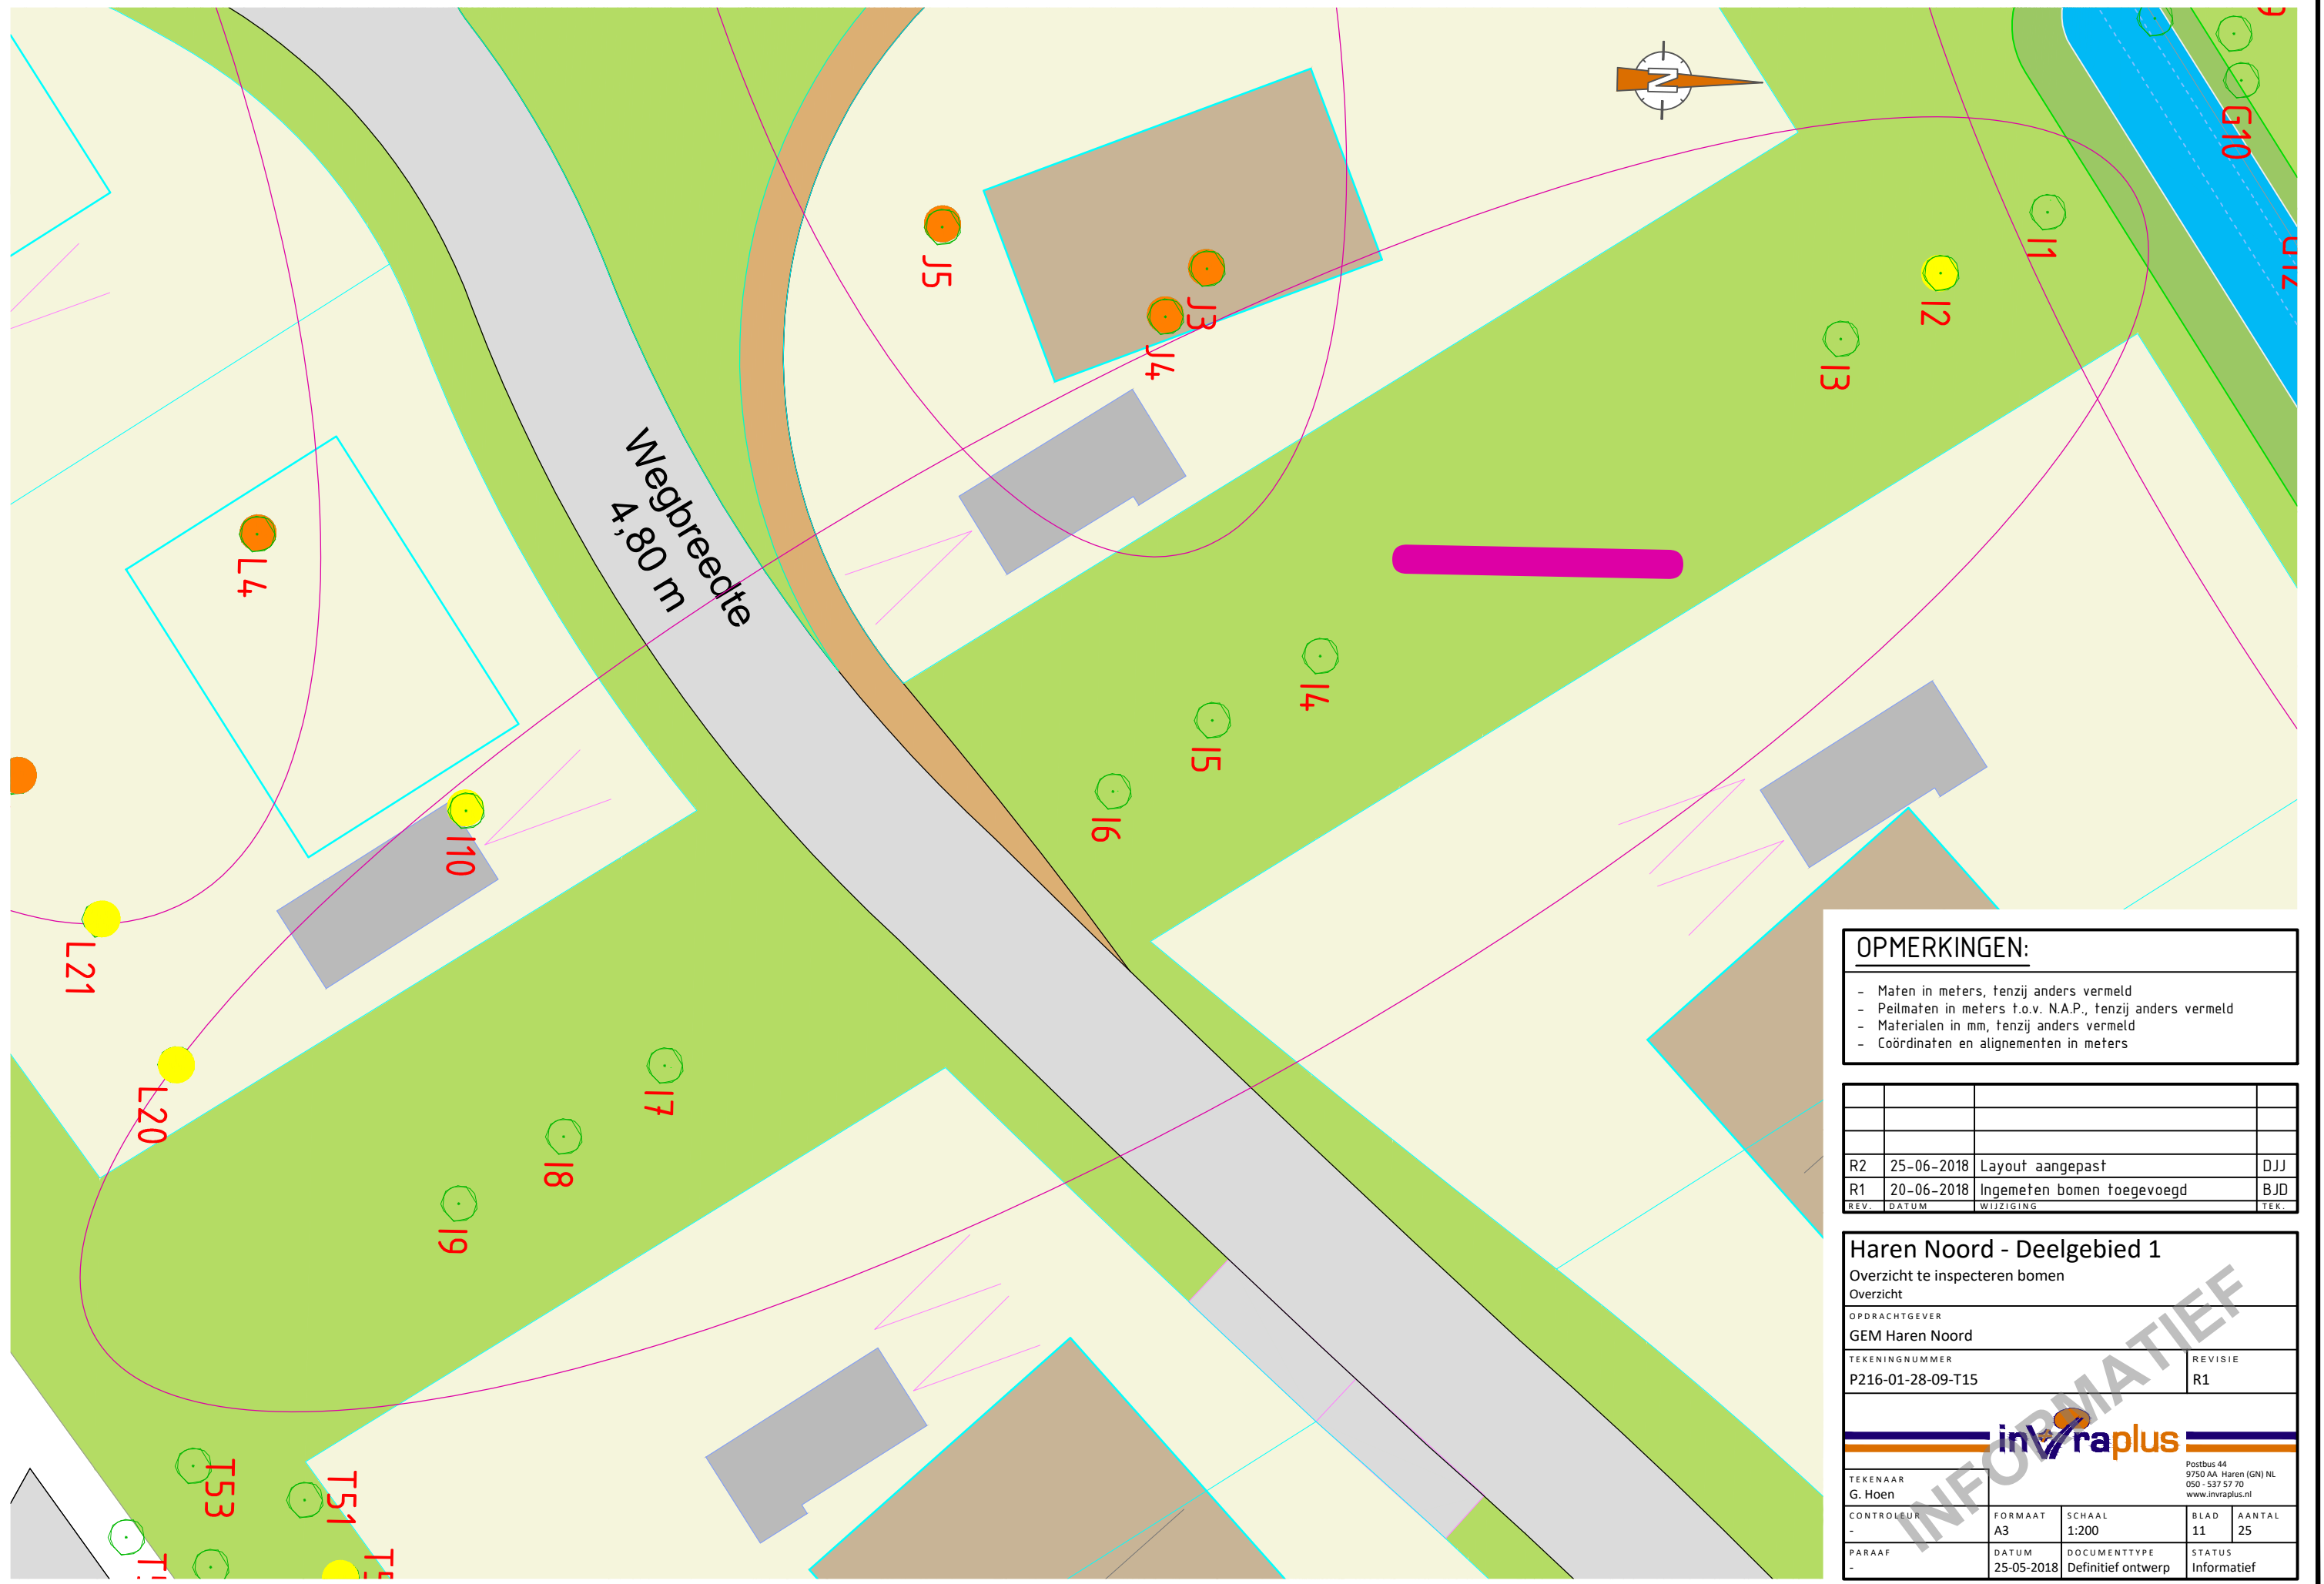 G10
I1
I2
I3
J5
J3
J4
Wegbreedte
4,80 m
L4
I4
I5
I6
I10
L21
L20
I7
I8
I9
T53
T51
N
OPMERKINGEN:
- Maten in meters, tenzij anders vermeld
- Peilmaten in meters t.o.v. N.A.P., tenzij anders vermeld
- Materialen in mm, tenzij anders vermeld
- Coördinaten en alignementen in meters
R2 25-06-2018 Layout aangepast DJJ
R1 20-06-2018 Ingemeten bomen toegevoegd BJD
REV. DATUM WIJZIGING TEK.
Haren Noord - Deelgebied 1
Overzicht te inspecteren bomen
Overzicht
OPDRACHTGEVER
GEM Haren Noord
TEKENINGNUMMER REVISIE
P216-01-28-09-T15 R1
invraplus
Postbus 44
9750 AA Haren (GN) NL
050 - 537 57 70
www.invraplus.nl
TEKENAAR
G. Hoen
CONTROLEUR FORMAAT SCHAAL BLAD AANTAL
- A3 1:200 11 25
PARAAF DATUM DOCUMENTTYPE STATUS
- 25-05-2018 Definitief ontwerp Informatief
INFORMATIEF